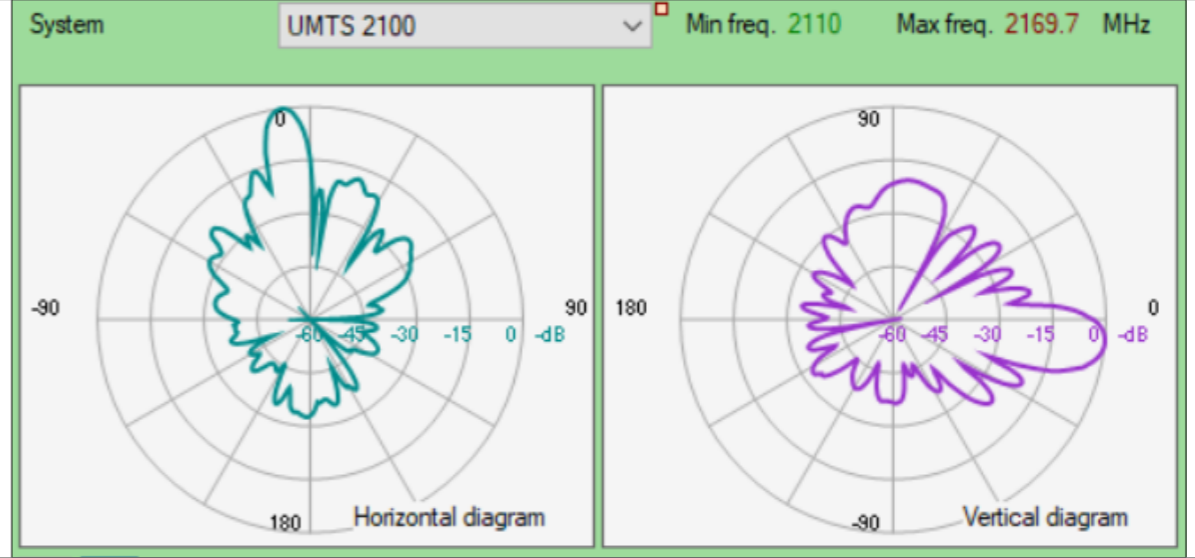 System UMTS 2100 Min freq. 2110 Max freq. 2169.7 MHz
0
90
-90 90
180 0
-60 -45 -30 -15 0 -dB
-60 -45 -30 -15 0 -dB
180 Horizontal diagram
-90 Vertical diagram